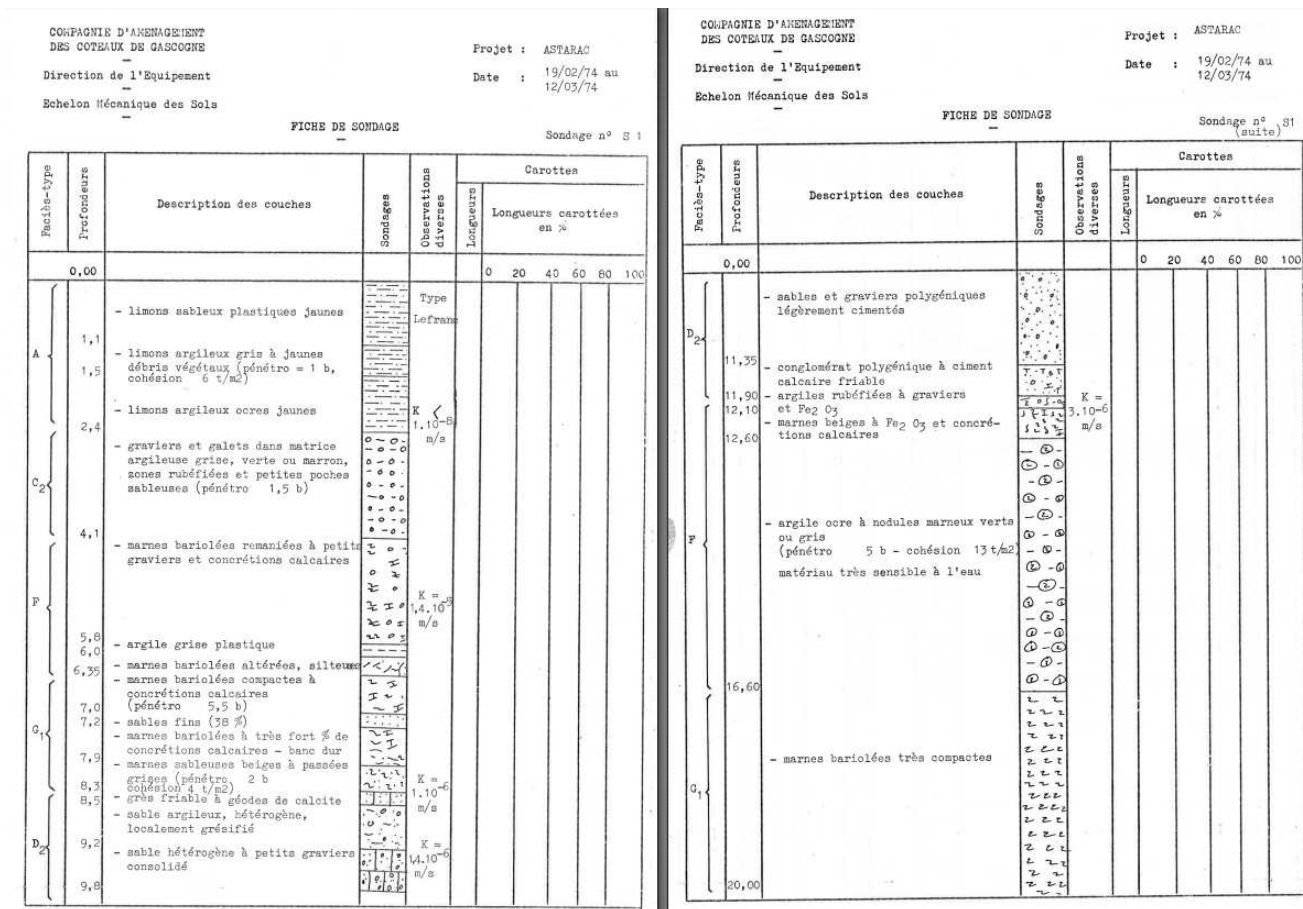 COMPAGNIE D'AMENAGEMENT
DES COTEAUX DE GASCOGNE
Direction de l'Equipement
Echelon Mécanique des Sols
Projet : ASTARAC
Date : 19/02/74 au
12/03/74
FICHE DE SONDAGE
Sondage n° S 1
Faciès-type
Profondeurs
Description des couches
Sondages
Observations
diverses
Carottes
Longueurs
Longueurs carottées
en %
0,00
0 20 40 60 80 100
Type
Lefranc
- limons sableux plastiques jaunes
1,1
A
- limons argileux gris à jaunes
débris végétaux (pénétro = 1 b,
cohésion 6 t/m2)
1,5
- limons argileux ocres jaunes
2,4
K <
1.10-8
m/s
C2
- graviers et galets dans matrice
argileuse grise, verte ou marron,
zones rubéfiées et petites poches
sableuses (pénétro 1,5 b)
4,1
F
- marnes bariolées remaniées à petits
graviers et concrétions calcaires
K =
m/s
5,8
- argile grise plastique
6,0
- marnes bariolées altérées, silteuses
6,35
G1
- marnes bariolées compactes à
concrétions calcaires
(pénétro 5,5 b)
7,0
- sables fins (38 %)
7,2
- marnes bariolées à très fort % de
concrétions calcaires - banc dur
7,9
- marnes sableuses beiges à passées
grises (pénétro 2 b
cohésion 4 t/m2)
8,3
K =
1.10-6
m/s
- grès friable à géodes de calcite
8,5
D2
- sable argileux, hétérogène,
localement grésifié
9,2
- sable hétérogène à petits graviers
consolidé
9,8
K =
1,4.10-6
m/s
COMPAGNIE D'AMENAGEMENT
DES COTEAUX DE GASCOGNE
Direction de l'Equipement
Echelon Mécanique des Sols
Projet : ASTARAC
Date : 19/02/74 au
12/03/74
FICHE DE SONDAGE
Sondage n° S1
(suite)
Faciès-type
Profondeurs
Description des couches
Sondages
Observations
diverses
Carottes
Longueurs
Longueurs carottées
en %
0,00
0 20 40 60 80 100
D2
- sables et graviers polygéniques
légèrement cimentés
11,35
- conglomérat polygénique à ciment
calcaire friable
11,90
- argiles rubéfiées à graviers
et Fe2 O3
12,10
- marnes beiges à Fe2 O3 et concré-
tions calcaires
12,60
K =
3.10-6
m/s
F
- argile ocre à nodules marneux verts
ou gris
(pénétro 5 b - cohésion 13 t/m2)
matériau très sensible à l'eau
16,60
G1
- marnes bariolées très compactes
20,00